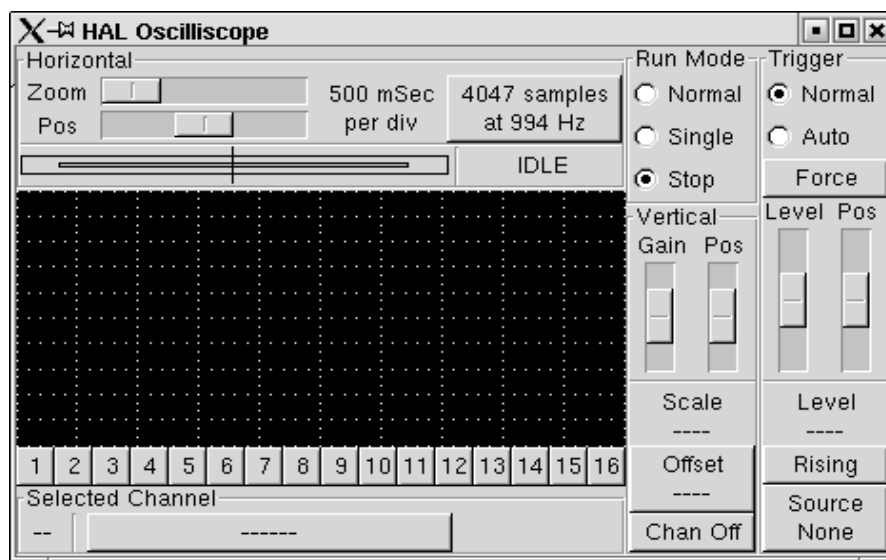 HAL Oscilliscope
Horizontal
Zoom
Pos
500 mSec
per div
4047 samples
at 994 Hz
IDLE
Run Mode
Normal
Single
Stop
Trigger
Normal
Auto
Force
Level Pos
Vertical
Gain Pos
Scale
----
Offset
----
Chan Off
Level
----
Rising
Source
None
1 2 3 4 5 6 7 8 9 10 11 12 13 14 15 16
Selected Channel
-- ------